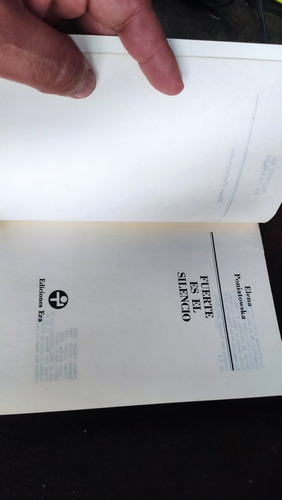 Elena
Poniatowska
FUERTE
ES EL
SILENCIO
Ediciones Era